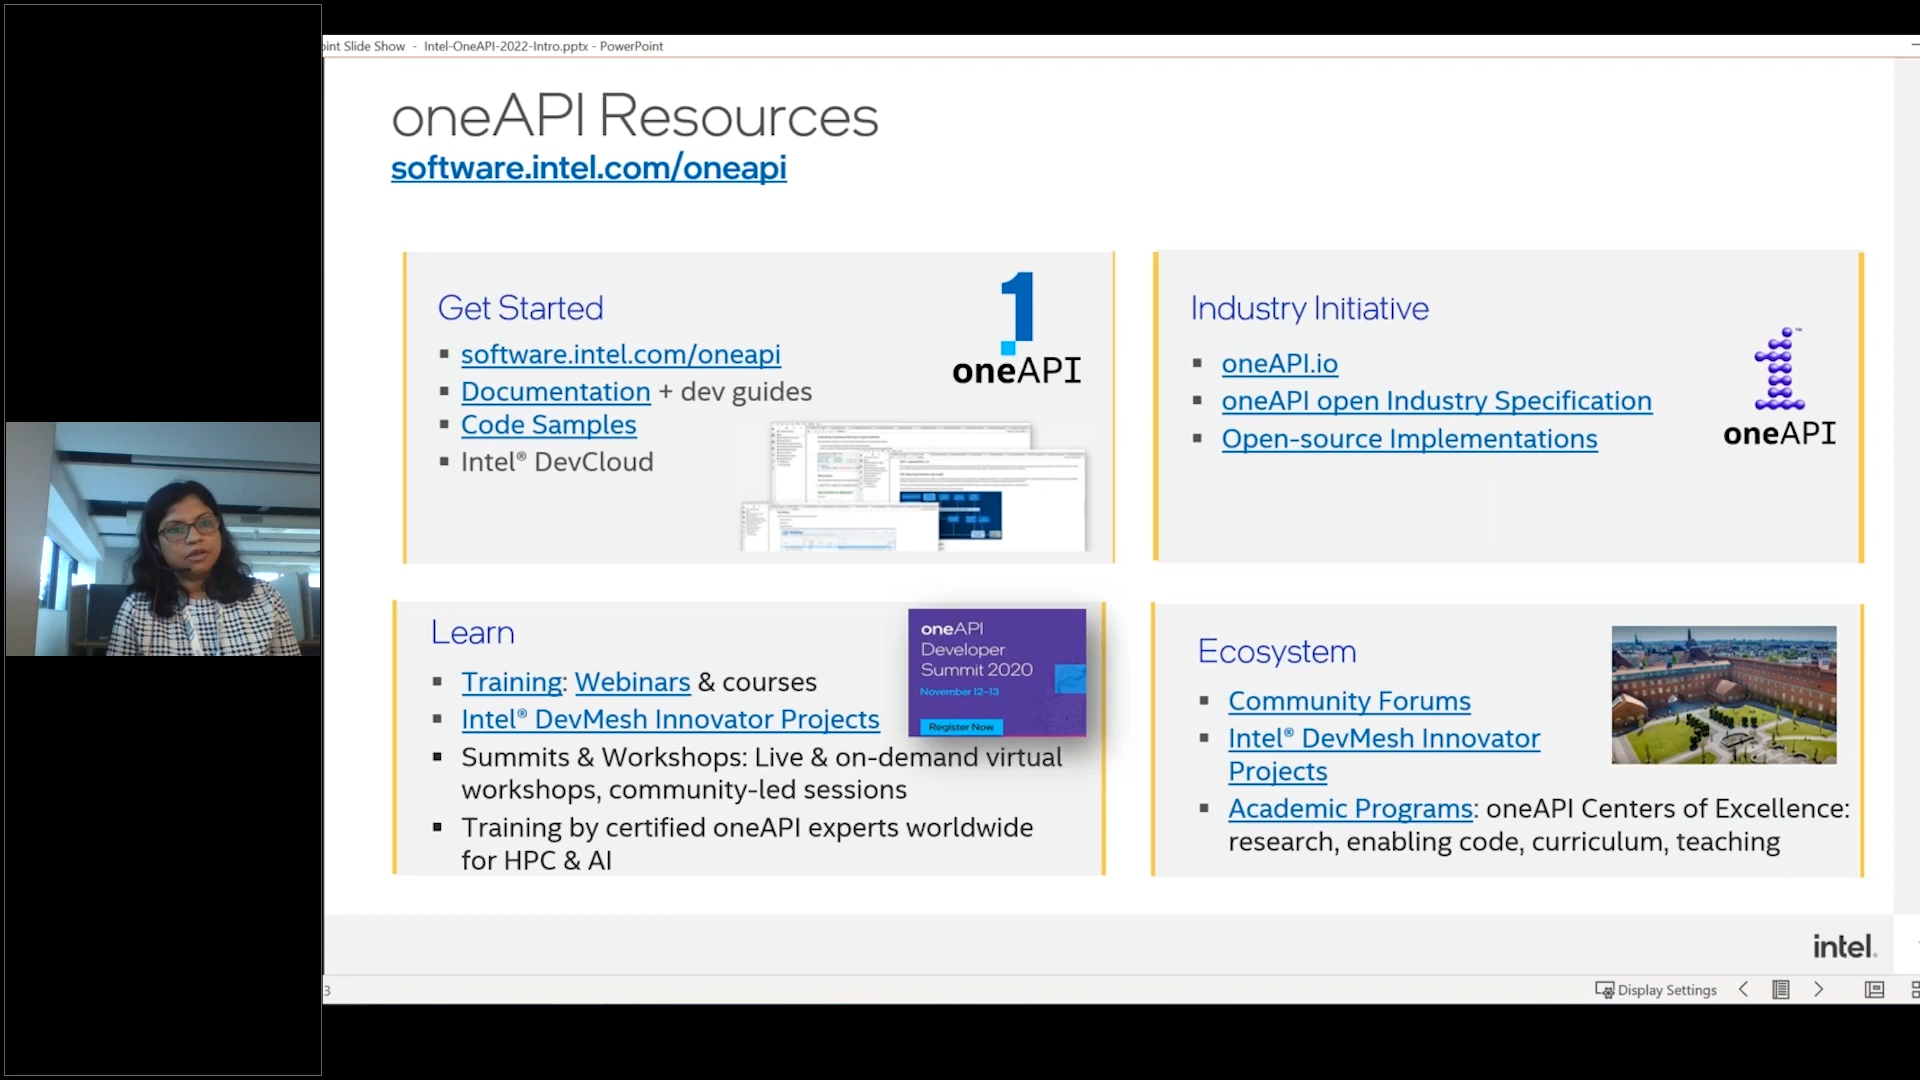 oint Slide Show - Intel-OneAPI-2022-Intro.pptx - PowerPoint
oneAPI Resources
software.intel.com/oneapi
Get Started
software.intel.com/oneapi
Documentation + dev guides
Code Samples
Intel® DevCloud
oneAPI
Industry Initiative
oneAPI.io
oneAPI open Industry Specification
Open-source Implementations
oneAPI
TM
Learn
Training: Webinars & courses
Intel® DevMesh Innovator Projects
Summits & Workshops: Live & on-demand virtual
workshops, community-led sessions
Training by certified oneAPI experts worldwide
for HPC & AI
oneAPI
Developer
Summit 2020
November 12-13
Register Now
Ecosystem
Community Forums
Intel® DevMesh Innovator
Projects
Academic Programs: oneAPI Centers of Excellence:
research, enabling code, curriculum, teaching
intel.
3
Display Settings